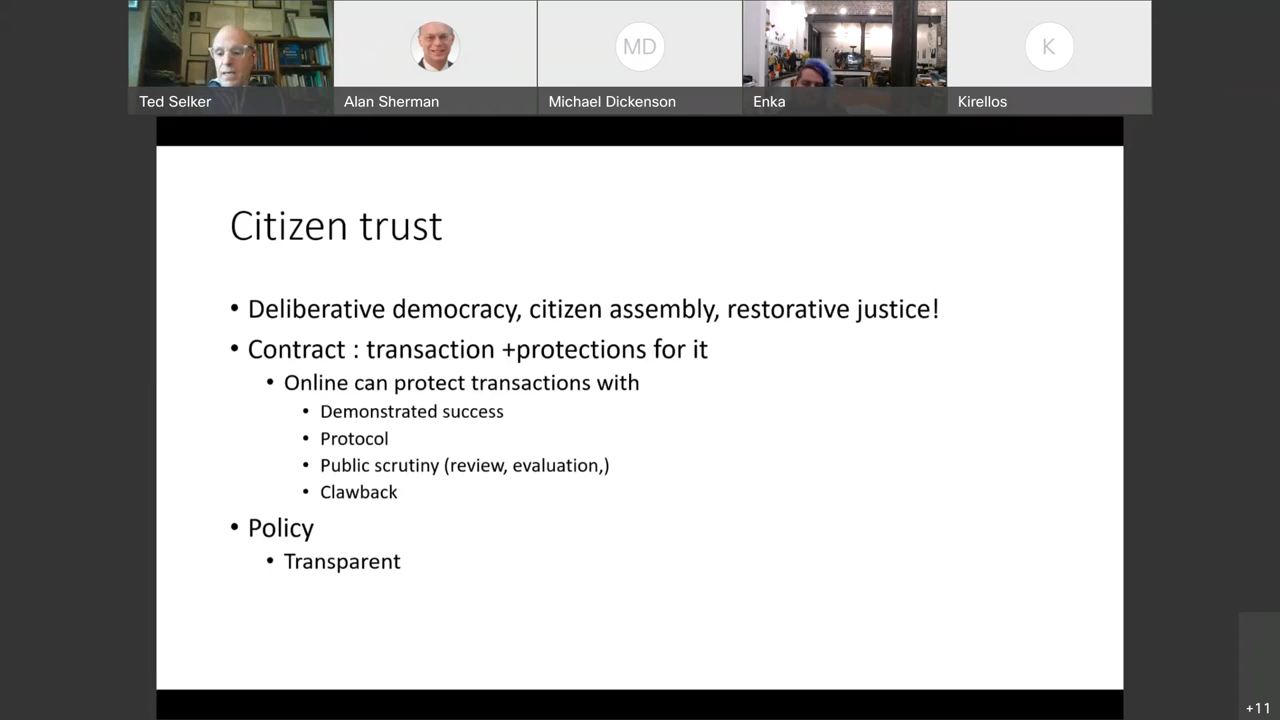 MD
K
Ted Selker
Alan Sherman
Michael Dickenson
Enka
Kirellos
Citizen trust
• Deliberative democracy, citizen assembly, restorative justice!
• Contract : transaction +protections for it
• Online can protect transactions with
• Demonstrated success
• Protocol
• Public scrutiny (review, evaluation,)
• Clawback
• Policy
• Transparent
+11